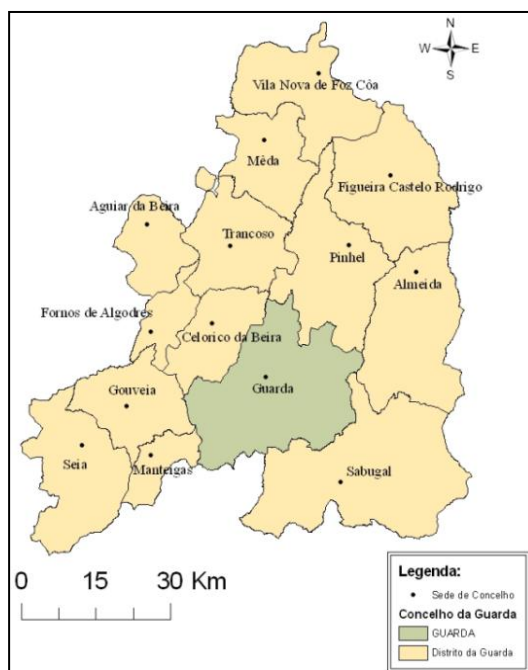 N
W E
S
Vila Nova de Foz Côa
Mêda
Figueira Castelo Rodrigo
Aguiar da Beira
Trancoso
Pinhel
Almeida
Fornos de Algodres
Celorico da Beira
Guarda
Gouveia
Seia
Manteigas
Sabugal
0 15 30 Km
Legenda:
Sede de Concelho
Concelho da Guarda
GUARDA
Distrito da Guarda